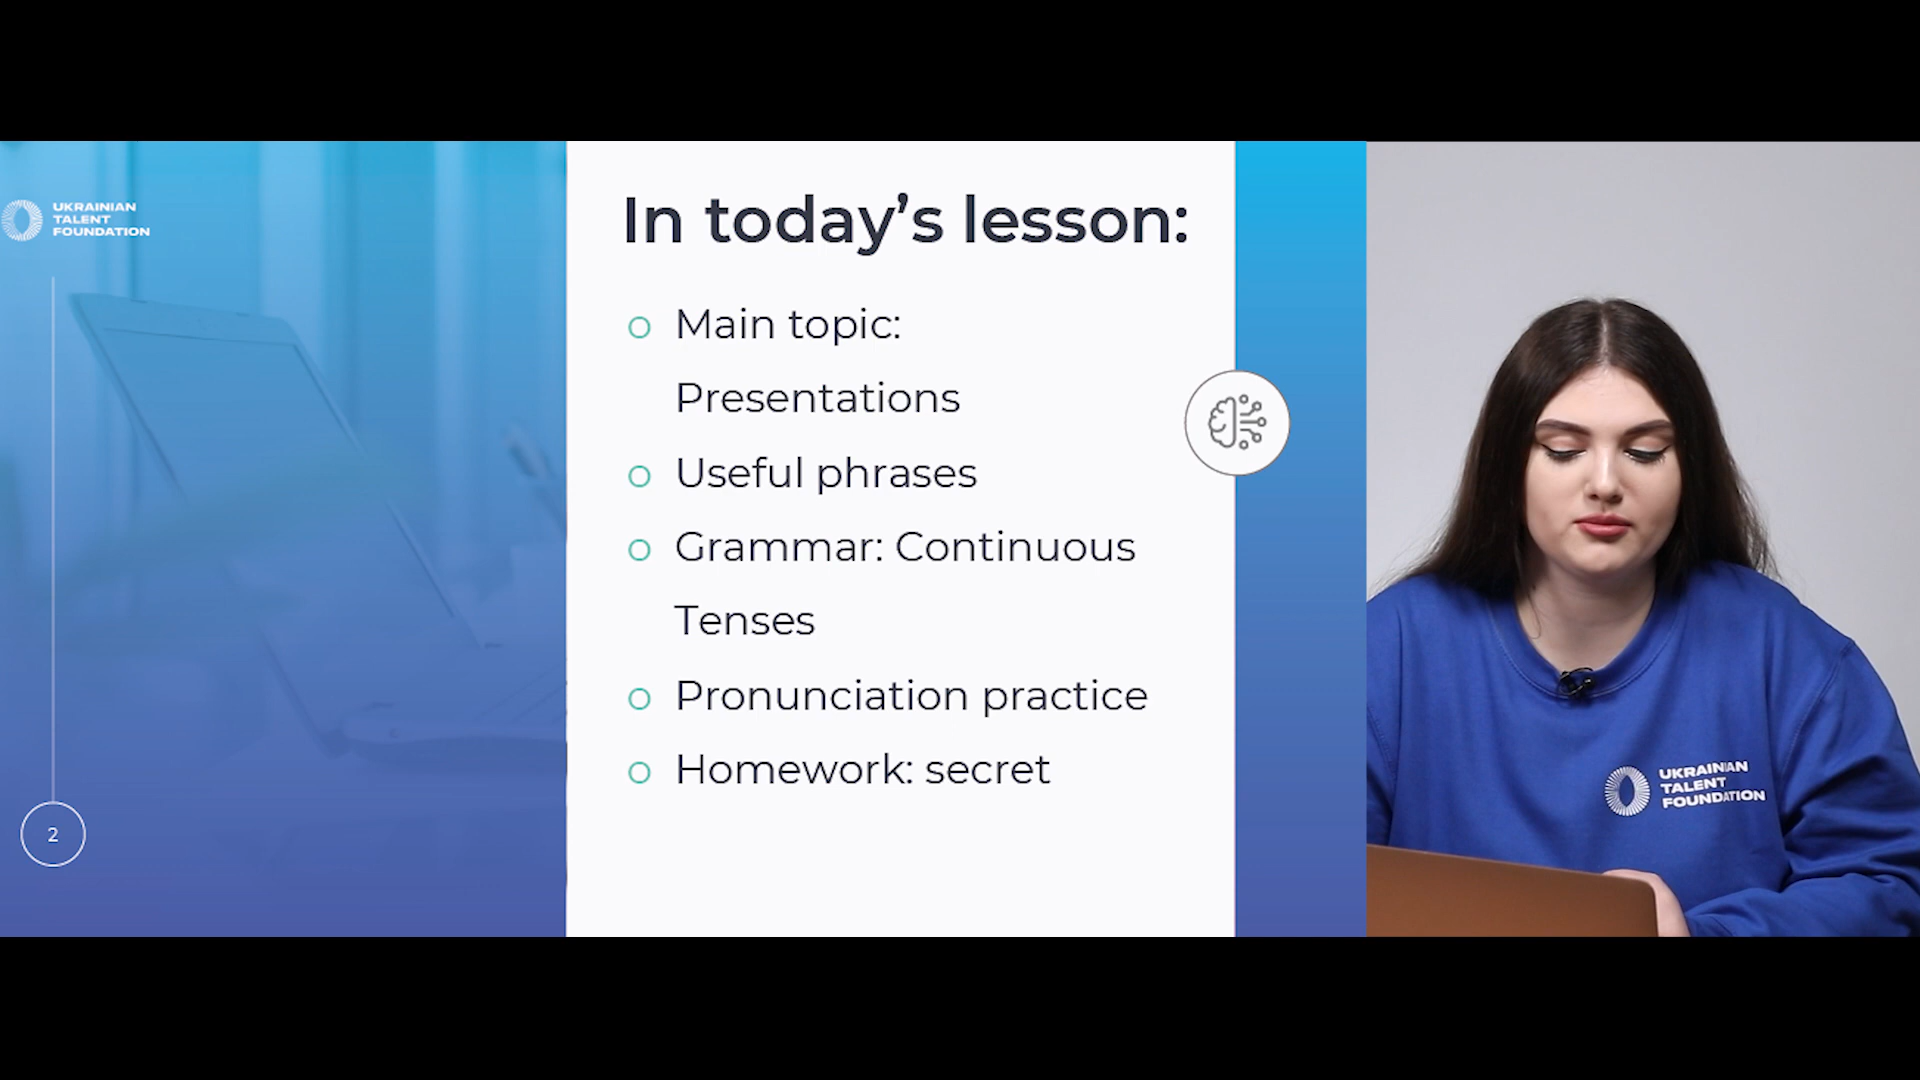 UKRAINIAN
TALENT
FOUNDATION
In today’s lesson:
Main topic:
Presentations
Useful phrases
Grammar: Continuous
Tenses
Pronunciation practice
Homework: secret
2
UKRAINIAN
TALENT
FOUNDATION